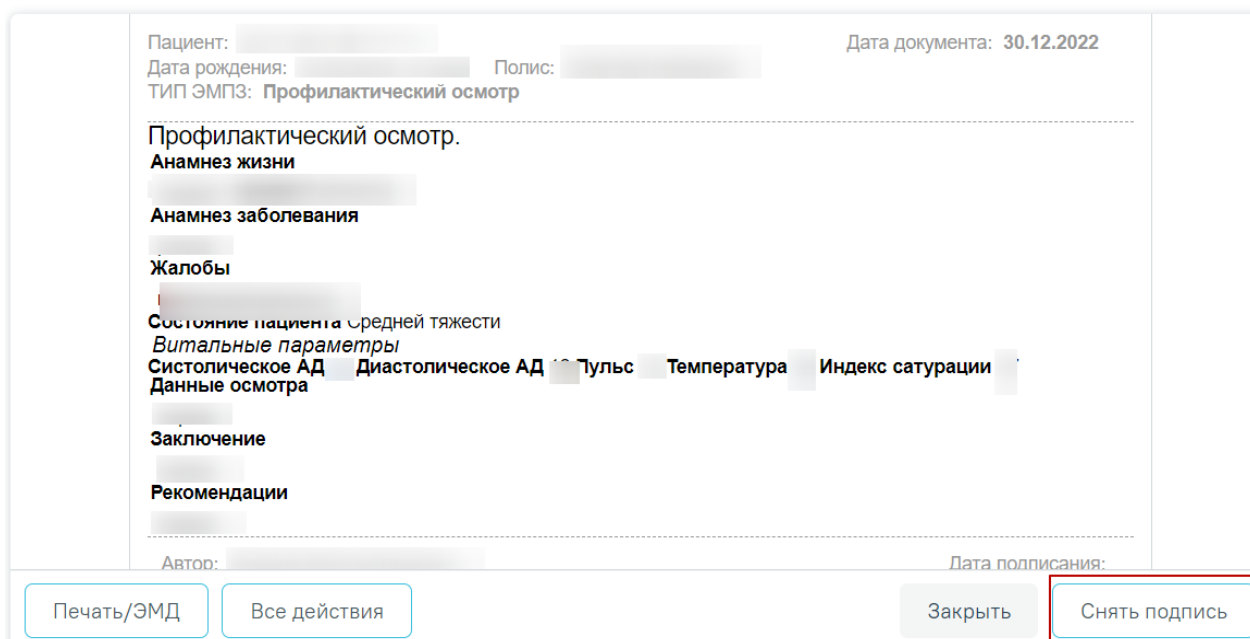 Пациент: Дата документа: 30.12.2022
Дата рождения: Полис:
ТИП ЭМПЗ: Профилактический осмотр
Профилактический осмотр.
Анамнез жизни
Анамнез заболевания
Жалобы
Состояние пациента Средней тяжести
Витальные параметры
Систолическое АД Диастолическое АД Пульс Температура Индекс сатурации
Данные осмотра
Заключение
Рекомендации
Автор: Дата подписания:
Печать/ЭМД Все действия Закрыть Снять подпись